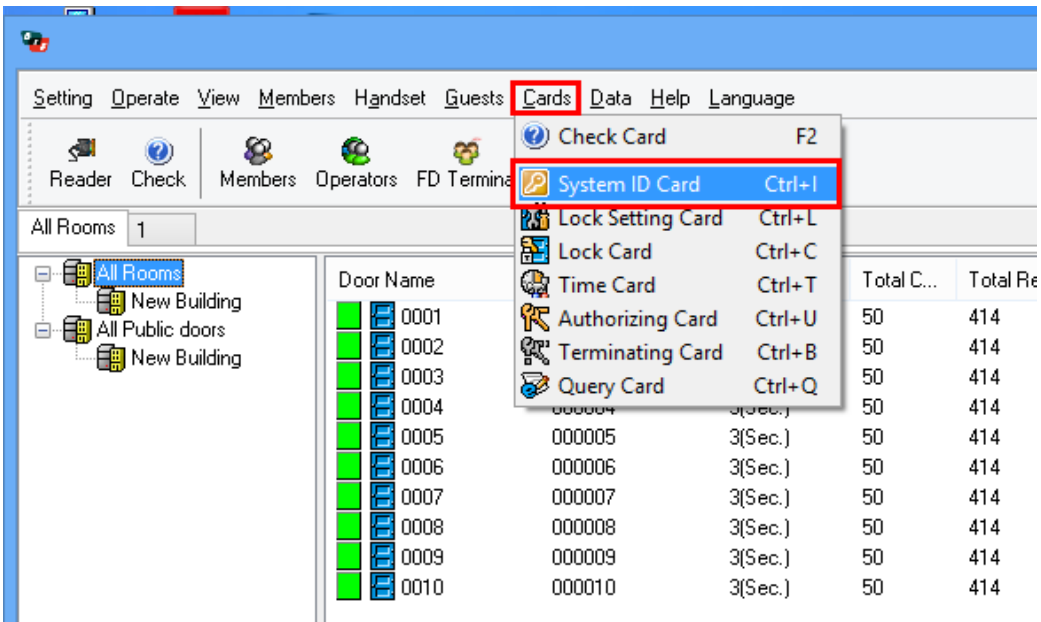 Setting Operate View Members Handset Guests Cards Data Help Language
Reader Check Members Operators FD Termina
Check Card F2
System ID Card Ctrl+I
Lock Setting Card Ctrl+L
Lock Card Ctrl+C
Time Card Ctrl+T
Authorizing Card Ctrl+U
Terminating Card Ctrl+B
Query Card Ctrl+Q
All Rooms 1
All Rooms
New Building
All Public doors
New Building
Door Name Total C... Total Re
0001 50 414
0002 50 414
0003 50 414
0004 000004 3(Sec.) 50 414
0005 000005 3(Sec.) 50 414
0006 000006 3(Sec.) 50 414
0007 000007 3(Sec.) 50 414
0008 000008 3(Sec.) 50 414
0009 000009 3(Sec.) 50 414
0010 000010 3(Sec.) 50 414